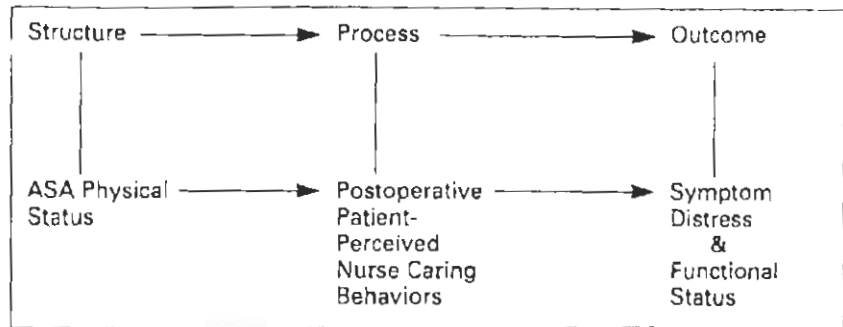 Structure Process Outcome
ASA Physical Status
Postoperative
Patient-
Perceived
Nurse Caring
Behaviors
Symptom
Distress
&
Functional
Status